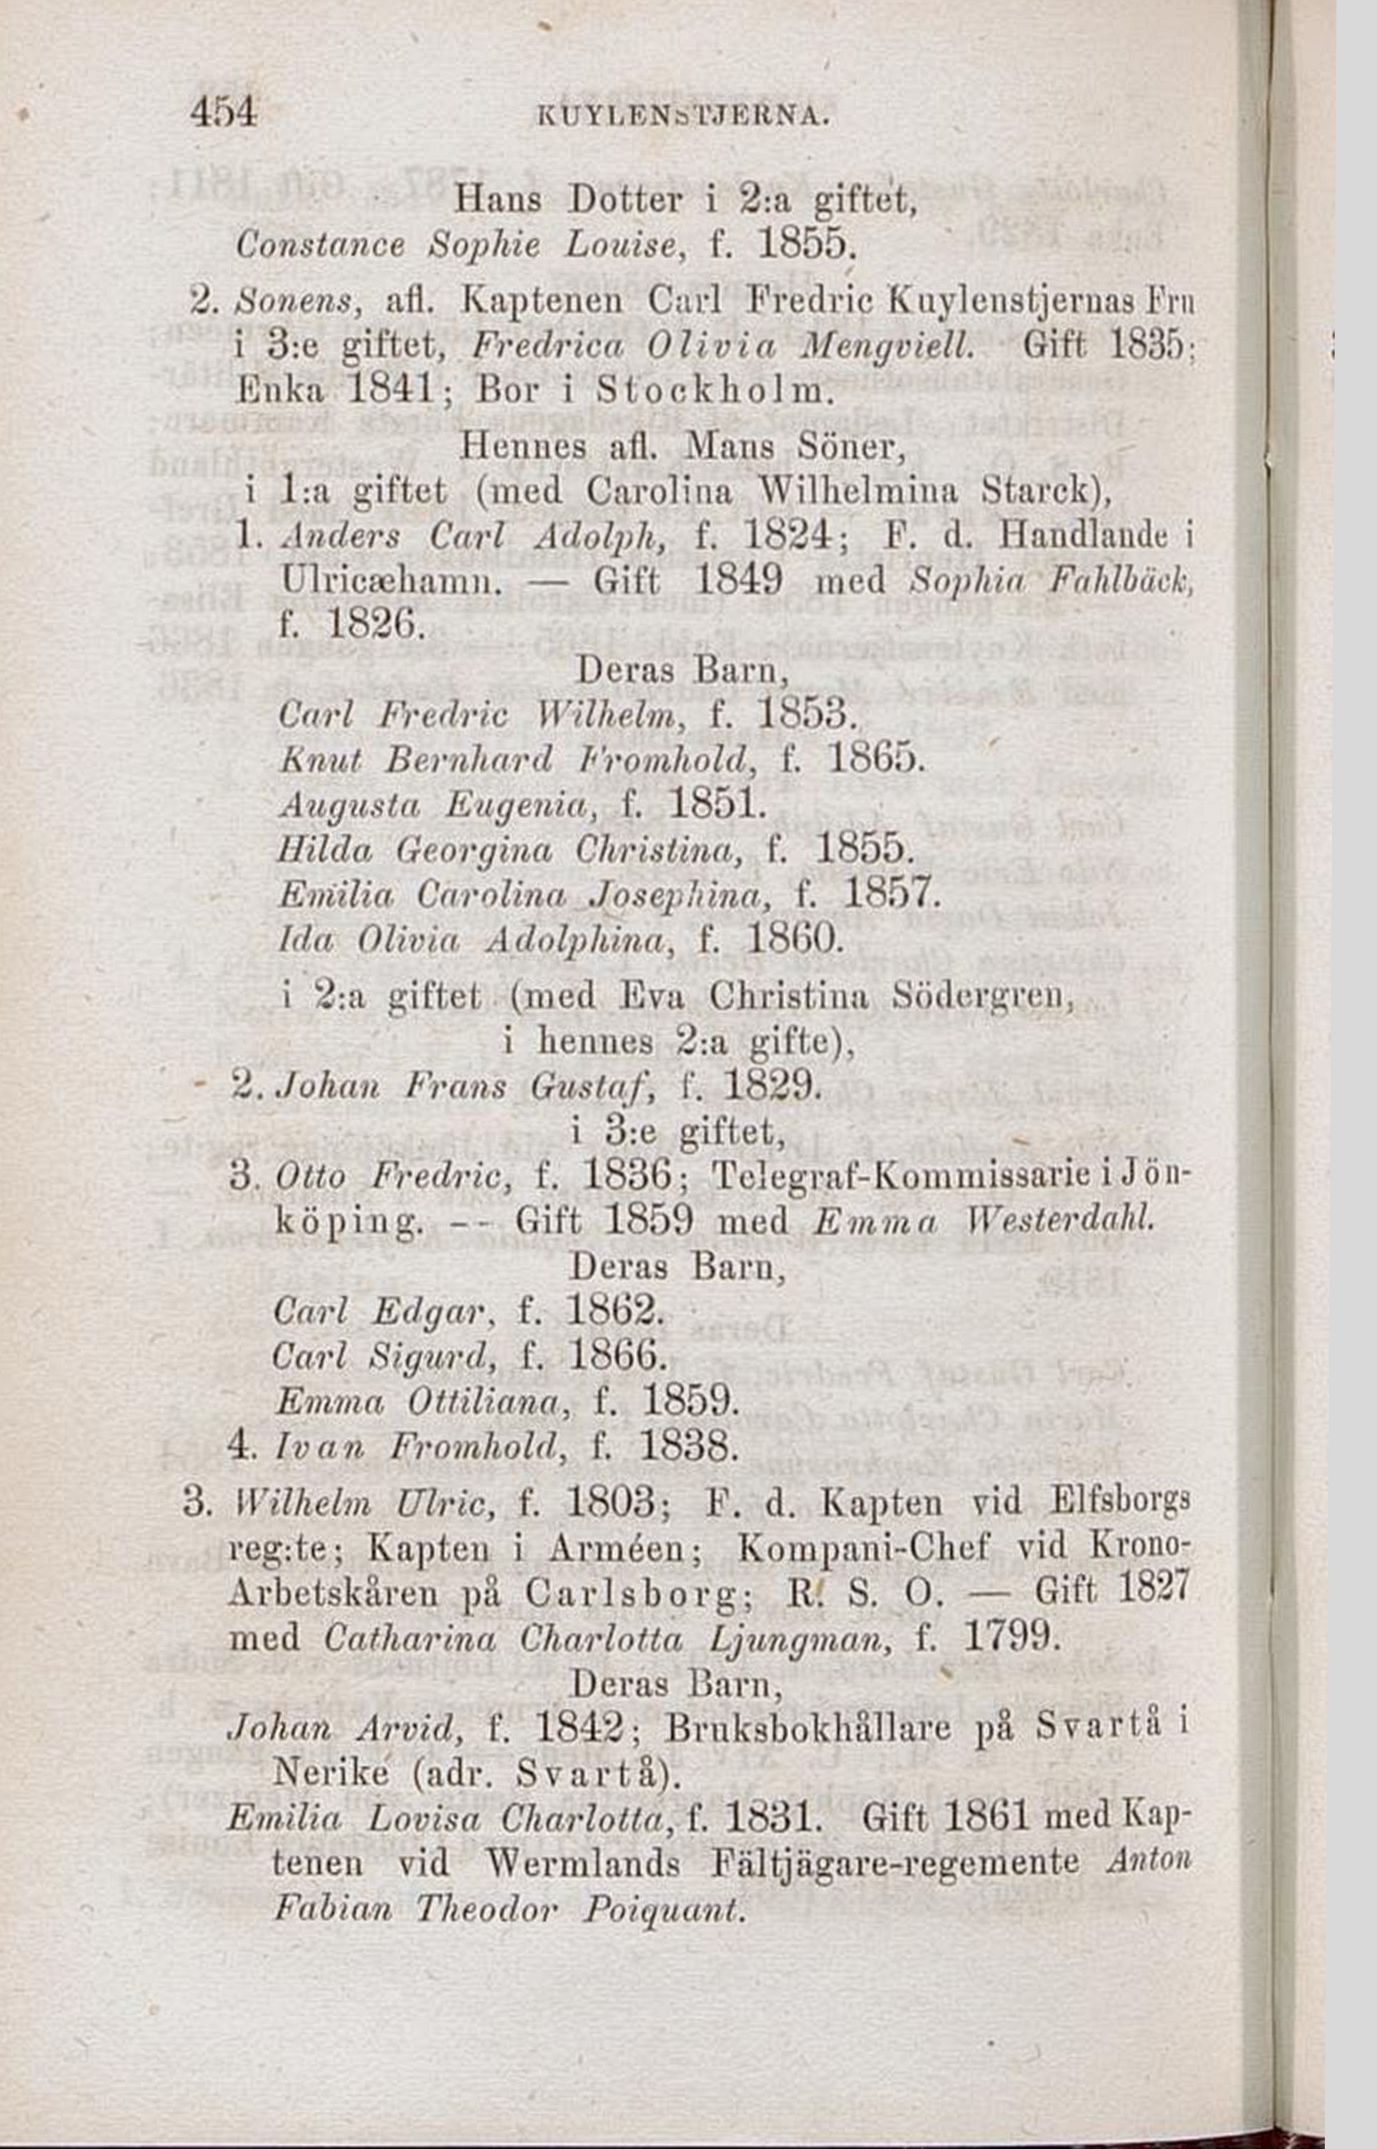 454 KUYLENSTJERNA.
Hans Dotter i 2:a giftet,
Constance Sophie Louise, f. 1855.
2. Sonens, afl. Kaptenen Carl Fredric Kuylenstjernas Fru
i 3:e giftet, Fredrica Olivia Mengviell. Gift 1835;
Enka 1841; Bor i Stockholm.
Hennes afl. Mans Söner,
i 1:a giftet (med Carolina Wilhelmina Starck),
1. Anders Carl Adolph, f. 1824; F. d. Handlande i
Ulricæhamn. — Gift 1849 med Sophia Fahlbäck,
f. 1826.
Deras Barn,
Carl Fredric Wilhelm, f. 1853.
Knut Bernhard Fromhold, f. 1865.
Augusta Eugenia, f. 1851.
Hilda Georgina Christina, f. 1855.
Emilia Carolina Josephina, f. 1857.
Ida Olivia Adolphina, f. 1860.
i 2:a giftet (med Eva Christina Södergren,
i hennes 2:a gifte),
2. Johan Frans Gustaf, f. 1829.
i 3:e giftet,
3. Otto Fredric, f. 1836; Telegraf-Kommissarie i Jön-
köping. -- Gift 1859 med Emma Westerdahl.
Deras Barn,
Carl Edgar, f. 1862.
Carl Sigurd, f. 1866.
Emma Ottiliana, f. 1859.
4. Ivan Fromhold, f. 1838.
3. Wilhelm Ulric, f. 1803; F. d. Kapten vid Elfsborgs
reg:te; Kapten i Arméen; Kompani-Chef vid Krono-
Arbetskåren på Carlsborg; R. S. O. — Gift 1827
med Catharina Charlotta Ljungman, f. 1799.
Deras Barn,
Johan Arvid, f. 1842; Bruksbokhållare på Svartå i
Nerike (adr. Svartå).
Emilia Lovisa Charlotta, f. 1831. Gift 1861 med Kap-
tenen vid Wermlands Fältjägare-regemente Anton
Fabian Theodor Poiquant.